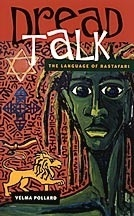 DREAD
TALK
THE LANGUAGE OF RASTAFARI
VELMA POLLARD